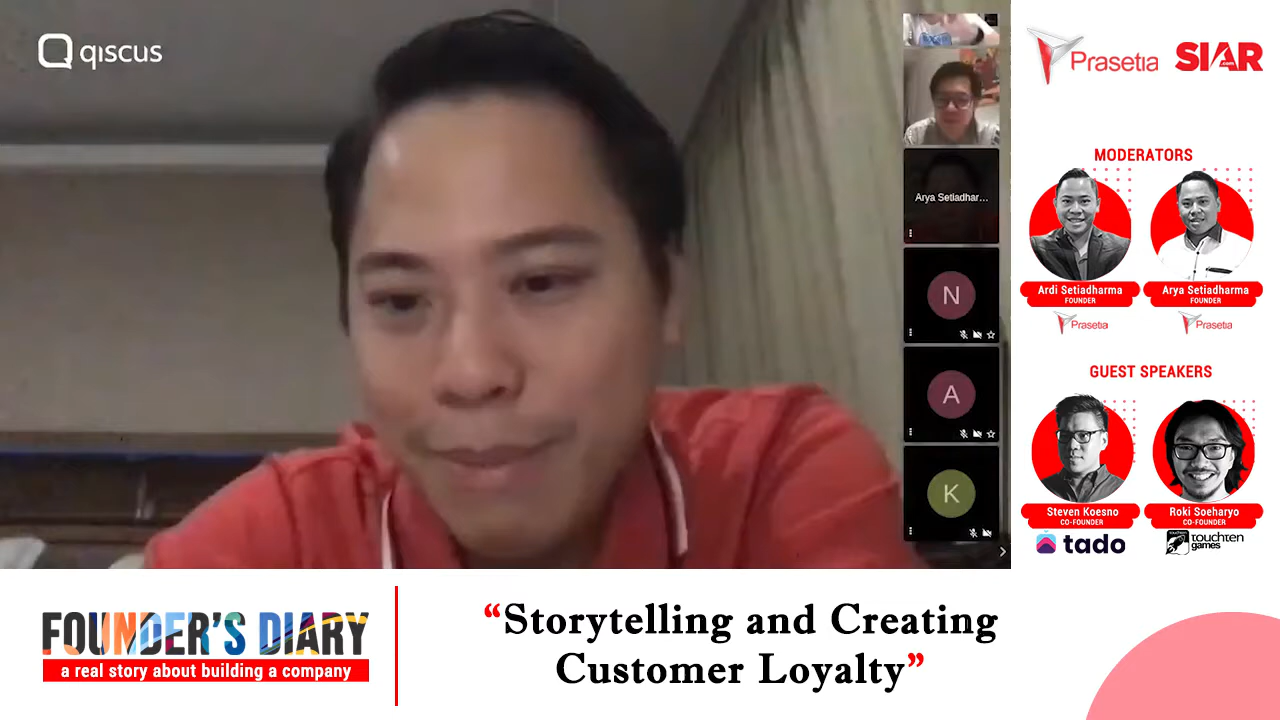 qiscus
Arya Setiadhar...
N
A
K
Prasetia
SIAR
.com
MODERATORS
Ardi Setiadharma
FOUNDER
Prasetia
Arya Setiadharma
FOUNDER
Prasetia
GUEST SPEAKERS
Steven Koesno
CO-FOUNDER
tado
Roki Soeharyo
CO-FOUNDER
touchten
games
FOUNDER'S DIARY
a real story about building a company
“Storytelling and Creating
Customer Loyalty”